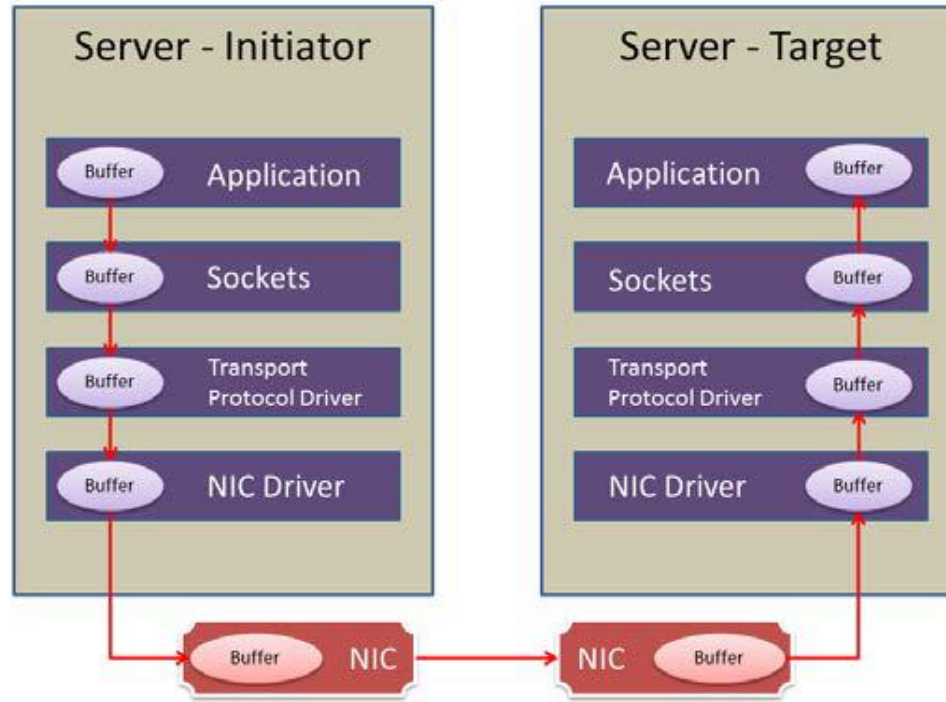 Server - Initiator
Buffer
Application
Buffer
Sockets
Buffer
Transport
Protocol Driver
Buffer
NIC Driver
Buffer
NIC
Server - Target
Application
Buffer
Sockets
Buffer
Transport
Protocol Driver
Buffer
NIC Driver
Buffer
NIC
Buffer